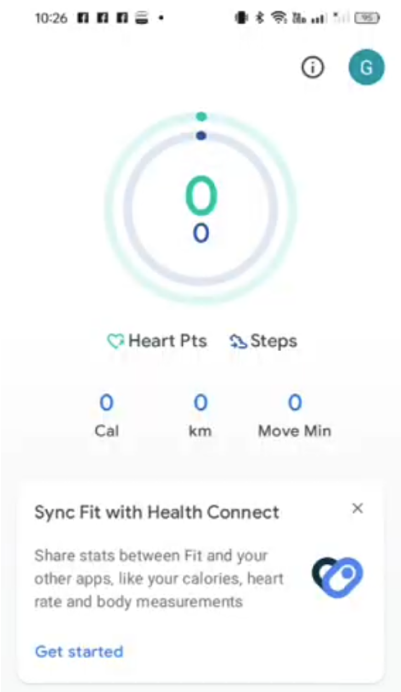 10:26
95
G
0
0
Heart Pts Steps
0 0 0
Cal km Move Min
Sync Fit with Health Connect
Share stats between Fit and your
other apps, like your calories, heart
rate and body measurements
Get started